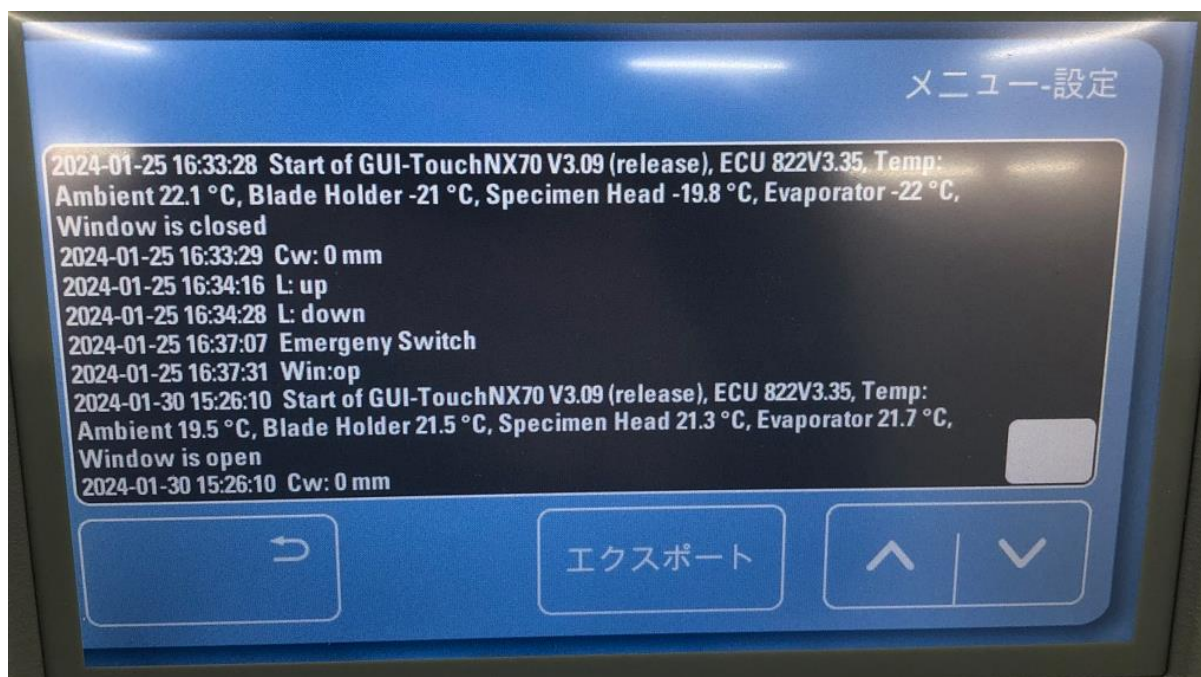 メニュー-設定
2024-01-25 16:33:28 Start of GUI-TouchNX70 V3.09 (release), ECU 822V3.35, Temp:
Ambient 22.1 °C, Blade Holder -21 °C, Specimen Head -19.8 °C, Evaporator -22 °C,
Window is closed
2024-01-25 16:33:29 Cw: 0 mm
2024-01-25 16:34:16 L: up
2024-01-25 16:34:28 L: down
2024-01-25 16:37:07 Emergeny Switch
2024-01-25 16:37:31 Win:op
2024-01-30 15:26:10 Start of GUI-TouchNX70 V3.09 (release), ECU 822V3.35, Temp:
Ambient 19.5 °C, Blade Holder 21.5 °C, Specimen Head 21.3 °C, Evaporator 21.7 °C,
Window is open
2024-01-30 15:26:10 Cw: 0 mm
エクスポート